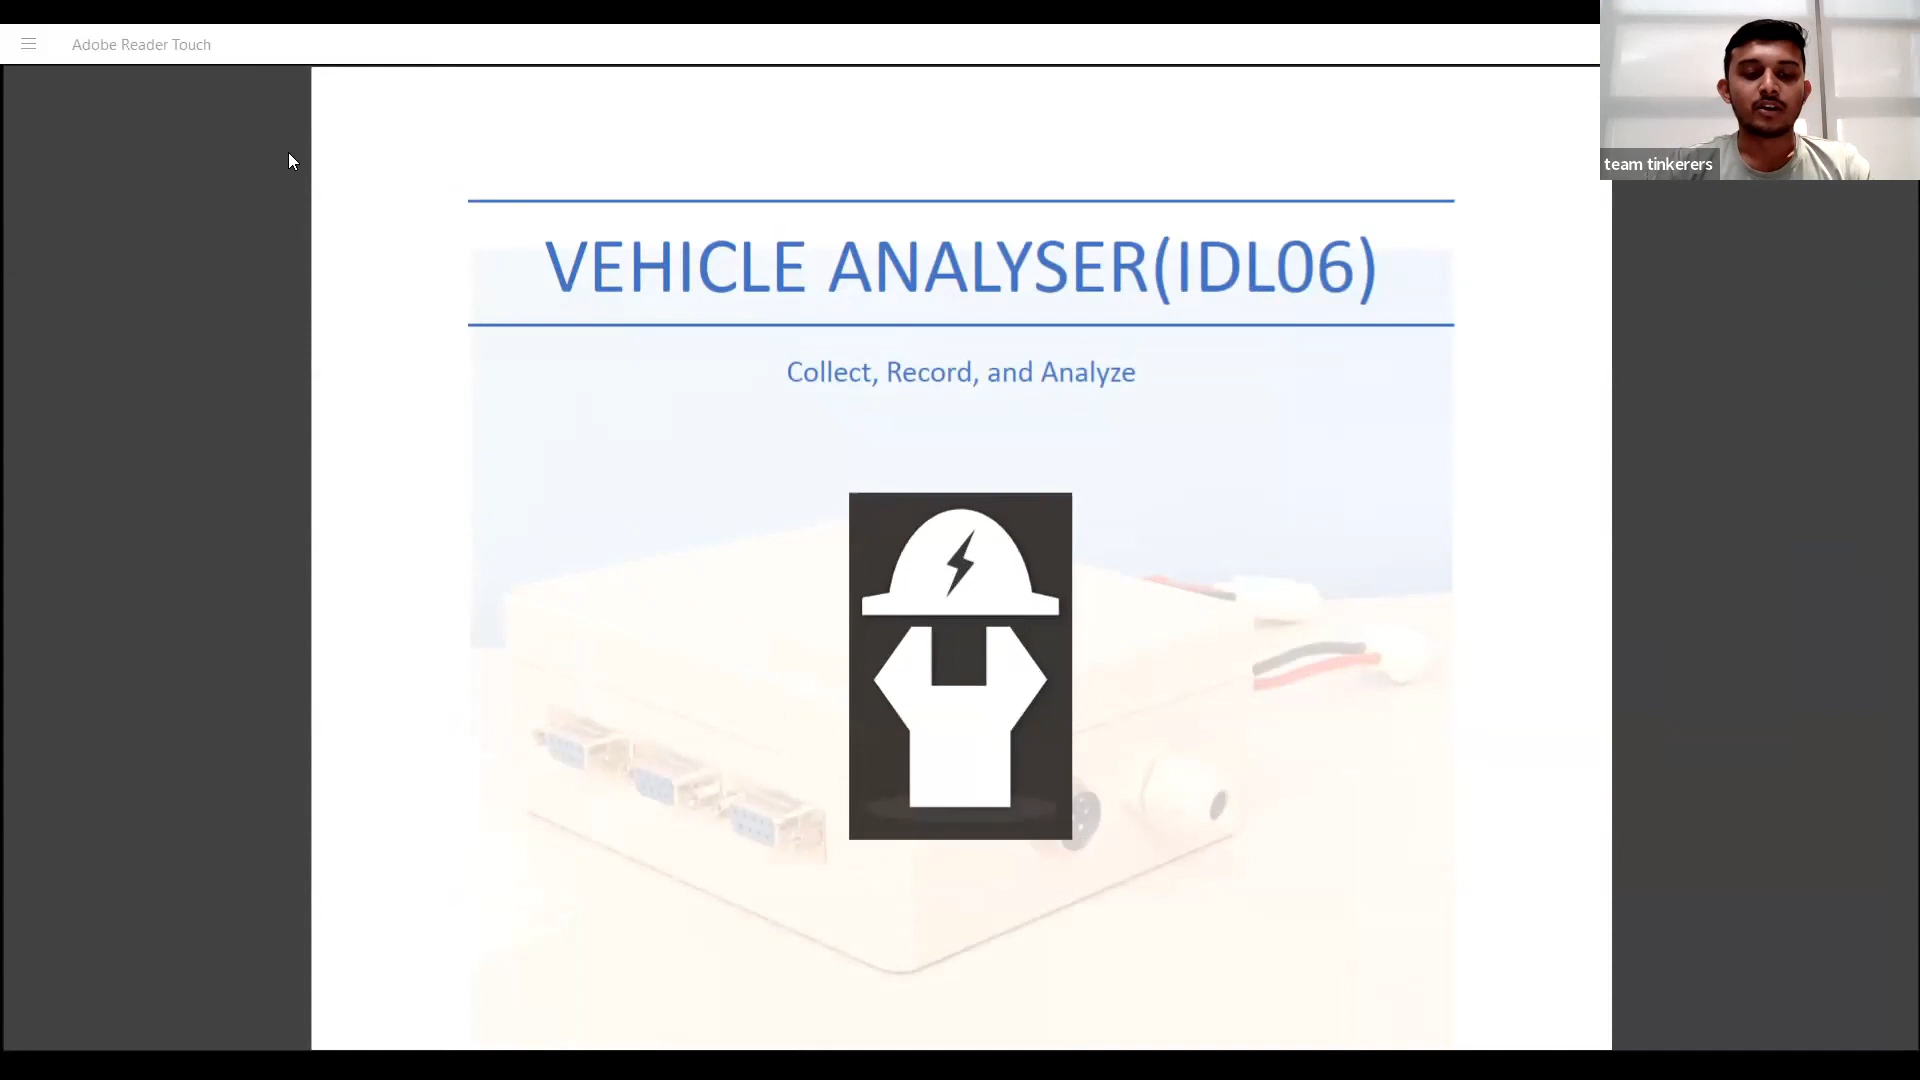 Adobe Reader Touch
team tinkerers
VEHICLE ANALYSER(IDL06)
Collect, Record, and Analyze